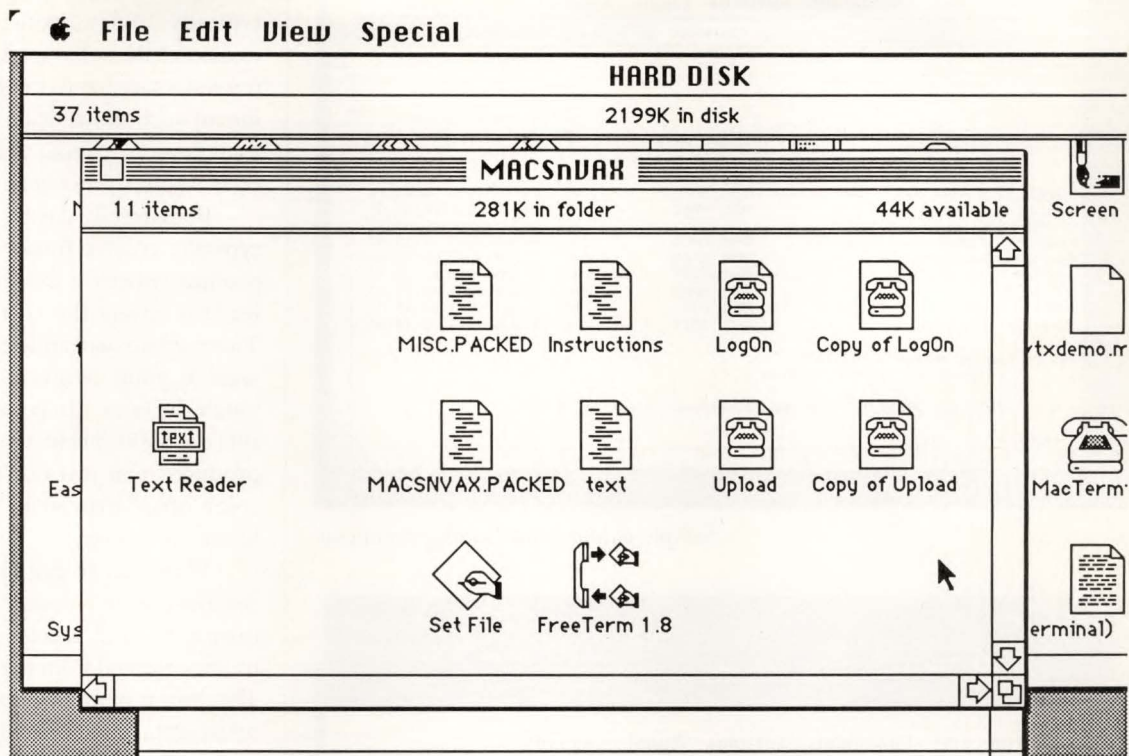 File Edit View Special
HARD DISK
37 items 2199K in disk
MACSnVAX
11 items 281K in folder 44K available
Screen
MISC.PACKED Instructions LogOn Copy of LogOn
txdemo.m
text
Text Reader MACSNVAX.PACKED text Upload Copy of Upload
Eas MacTerm
Set File FreeTerm 1.8
Sys erminal)